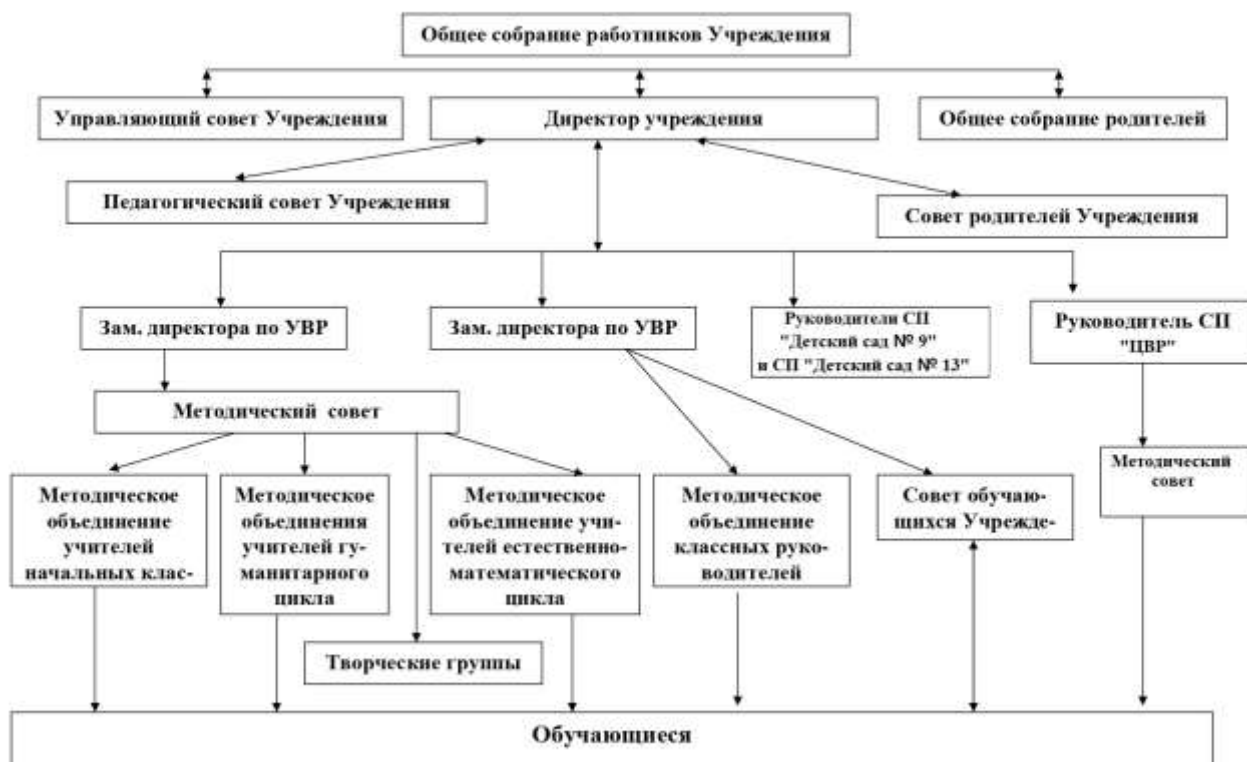 Общее собрание работников Учреждения
Управляющий совет Учреждения
Директор учреждения
Общее собрание родителей
Педагогический совет Учреждения
Совет родителей Учреждения
Зам. директора по УВР
Зам. директора по УВР
Руководители СП
"Детский сад № 9"
и СП "Детский сад № 13"
Руководитель СП
"ЦВР"
Методический совет
Методическое
объединение
учителей
начальных клас-
Методическое
объединения
учителей гу-
манитарного
цикла
Методическое
объединение учи-
телей естественно-
математического
цикла
Методическое
объединение
классных руко-
водителей
Совет обучаю-
щихся Учрежде-
Методический
совет
Творческие группы
Обучающиеся